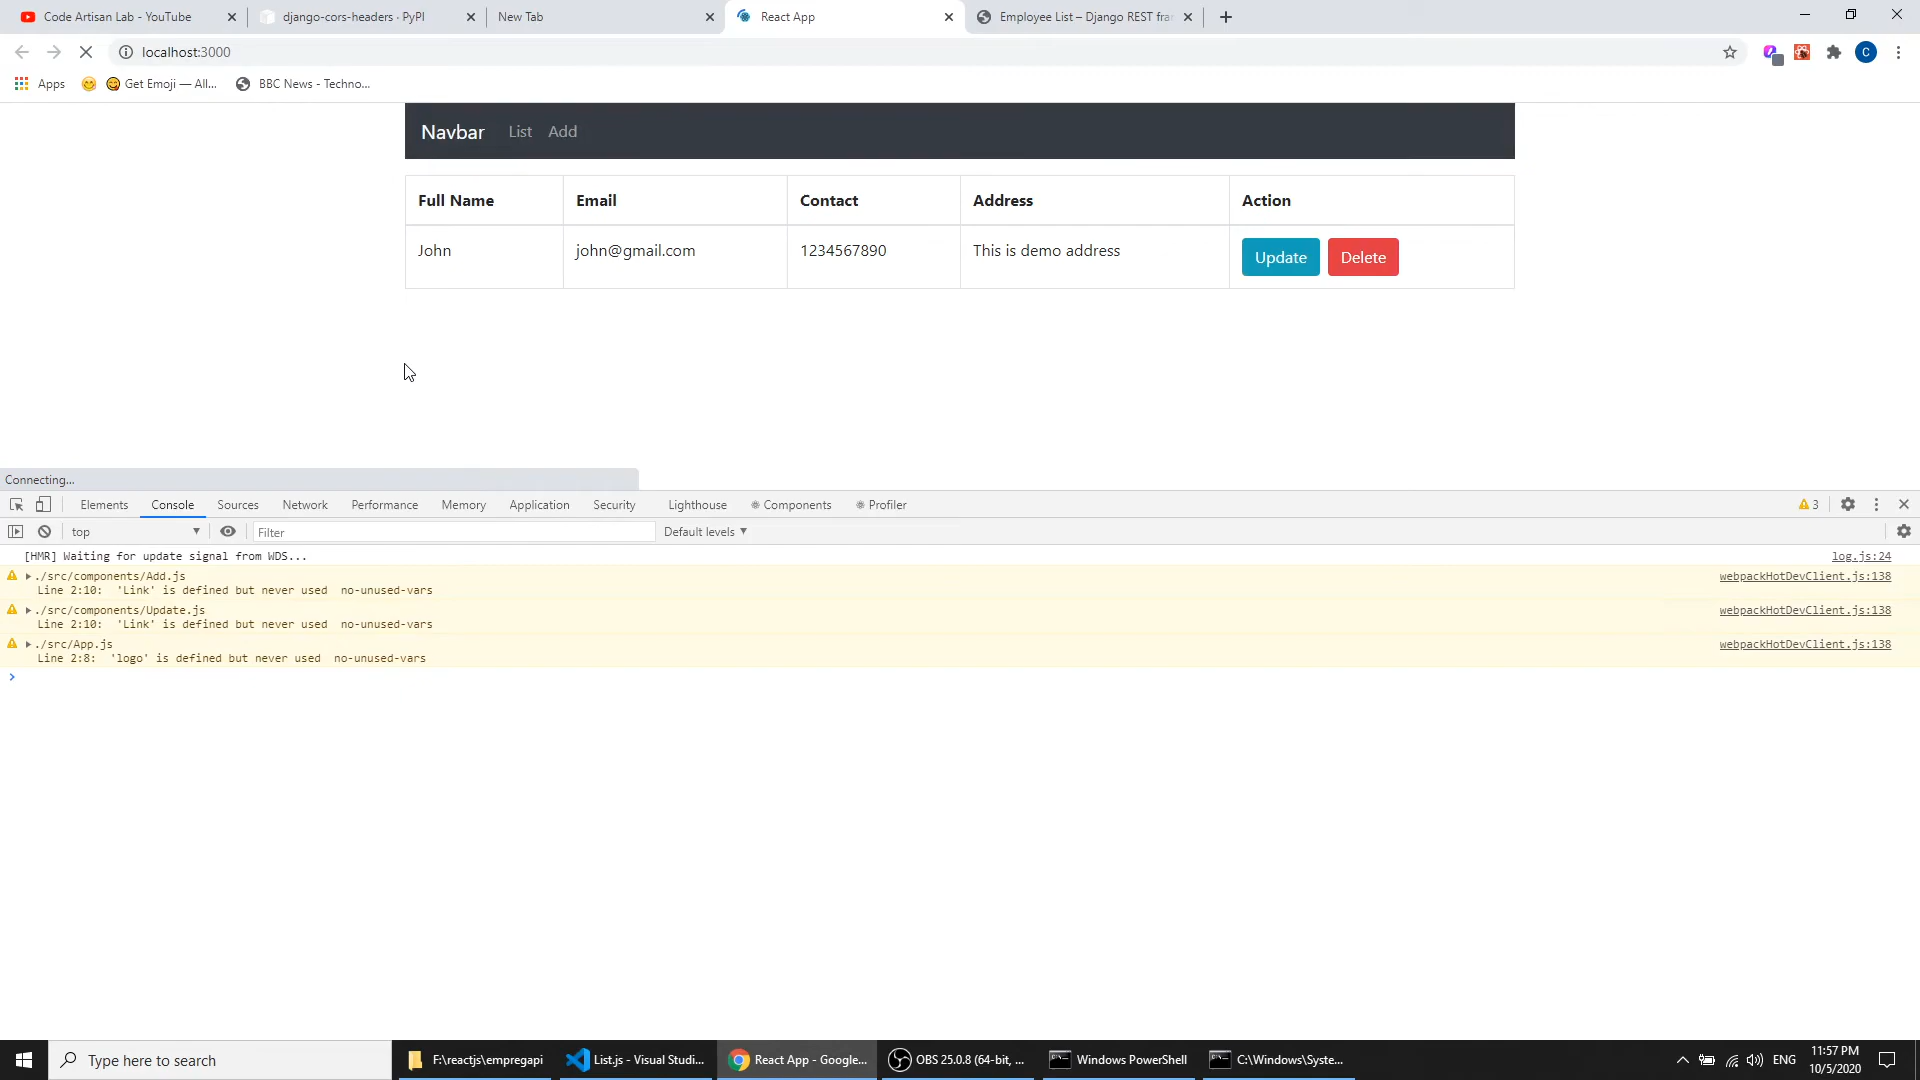 Code Artisan Lab - YouTube
django-cors-headers · PyPI
New Tab
React App
Employee List – Django REST fra
localhost:3000
C
Apps
Get Emoji — All...
BBC News - Techno...
Navbar List Add
Full Name Email Contact Address Action
John john@gmail.com 1234567890 This is demo address Update Delete
Connecting...
Elements Console Sources Network Performance Memory Application Security Lighthouse Components Profiler 3
top Filter Default levels
[HMR] Waiting for update signal from WDS... log.js:24
./src/components/Add.js webpackHotDevClient.js:138
Line 2:10: 'Link' is defined but never used no-unused-vars
./src/components/Update.js webpackHotDevClient.js:138
Line 2:10: 'Link' is defined but never used no-unused-vars
./src/App.js webpackHotDevClient.js:138
Line 2:8: 'logo' is defined but never used no-unused-vars
Type here to search
F:\reactjs\empregapi
List.js - Visual Studi...
React App - Google...
OBS 25.0.8 (64-bit, ...
Windows PowerShell
C:\Windows\Syste...
ENG
11:57 PM
10/5/2020